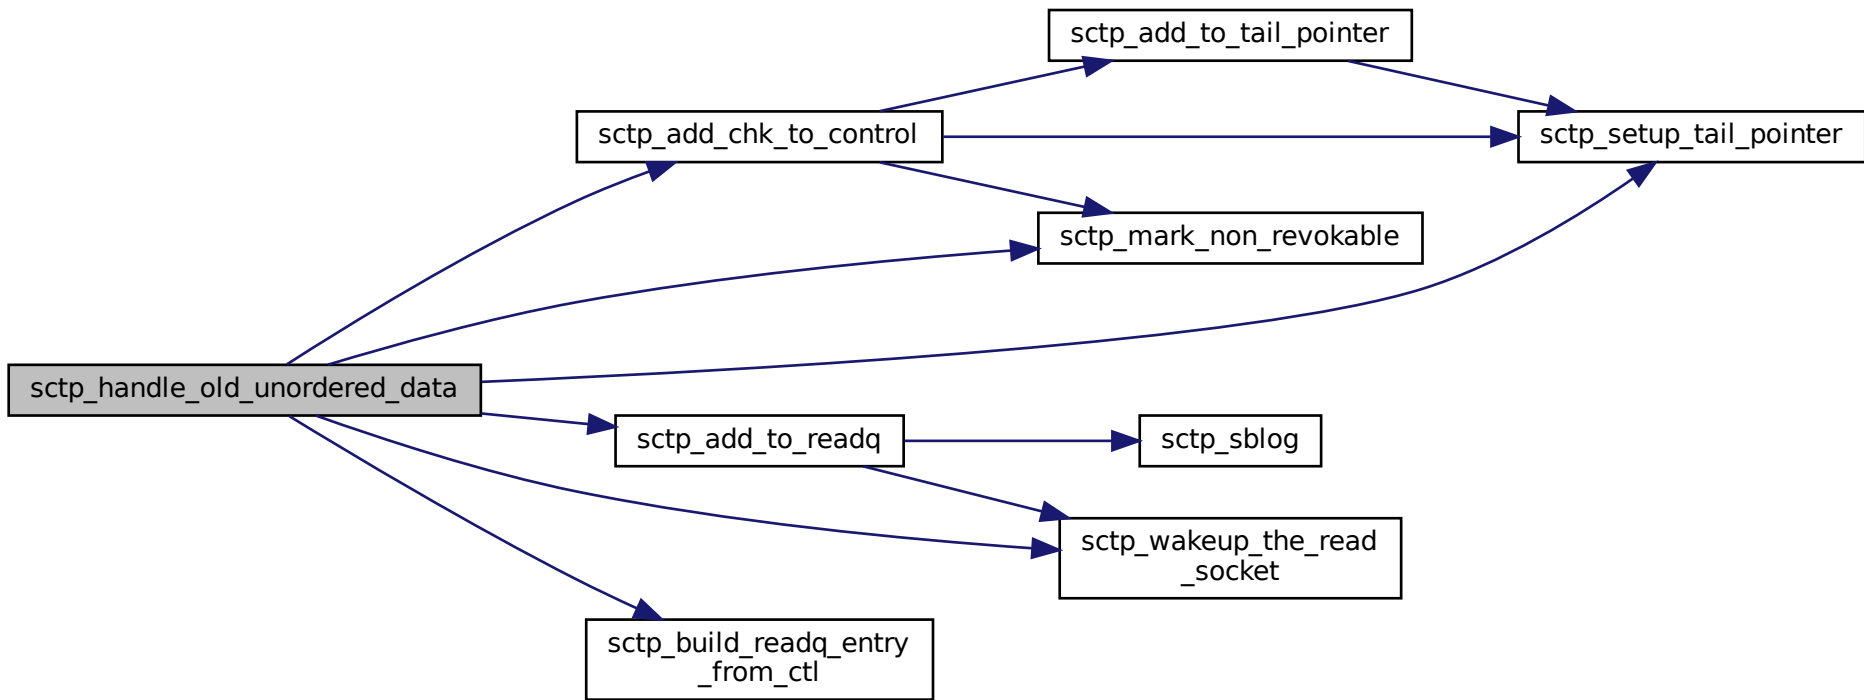 sctp_add_to_tail_pointer
sctp_add_chk_to_control
sctp_setup_tail_pointer
sctp_mark_non_revokable
sctp_handle_old_unordered_data
sctp_add_to_readq
sctp_sblog
sctp_wakeup_the_read
_socket
sctp_build_readq_entry
_from_ctl